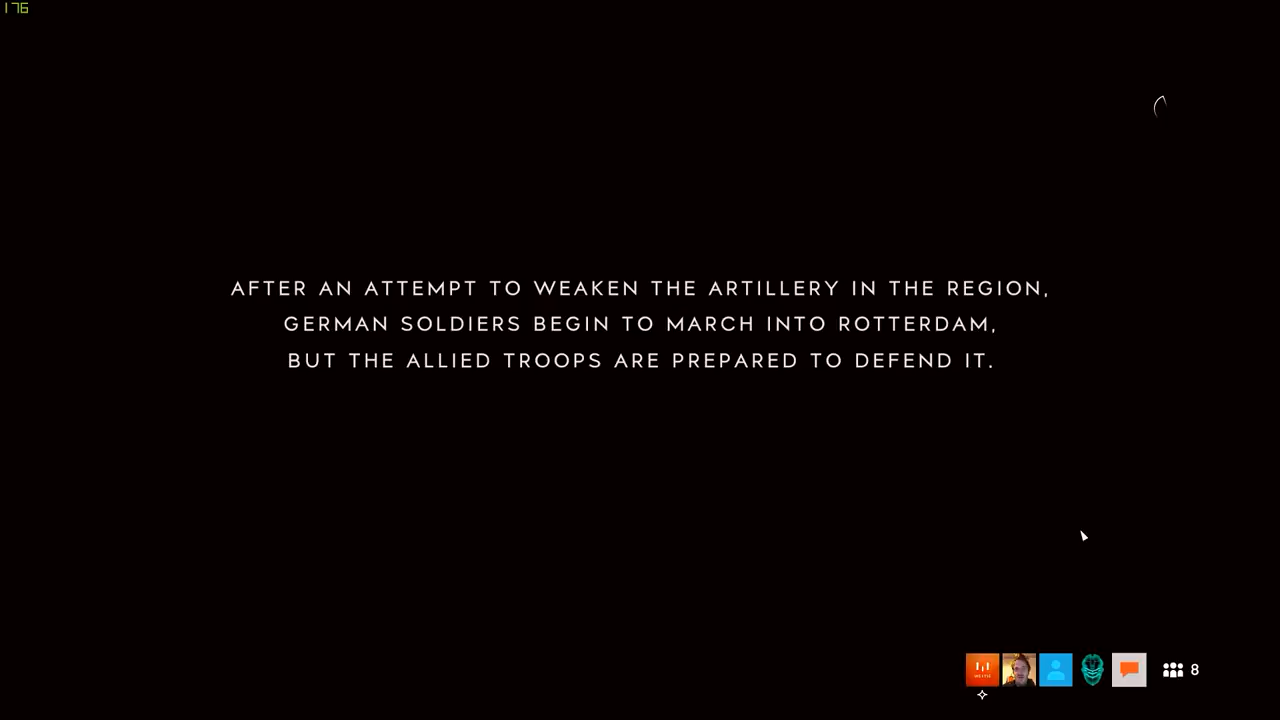 176
AFTER AN ATTEMPT TO WEAKEN THE ARTILLERY IN THE REGION,
GERMAN SOLDIERS BEGIN TO MARCH INTO ROTTERDAM,
BUT THE ALLIED TROOPS ARE PREPARED TO DEFEND IT.
8